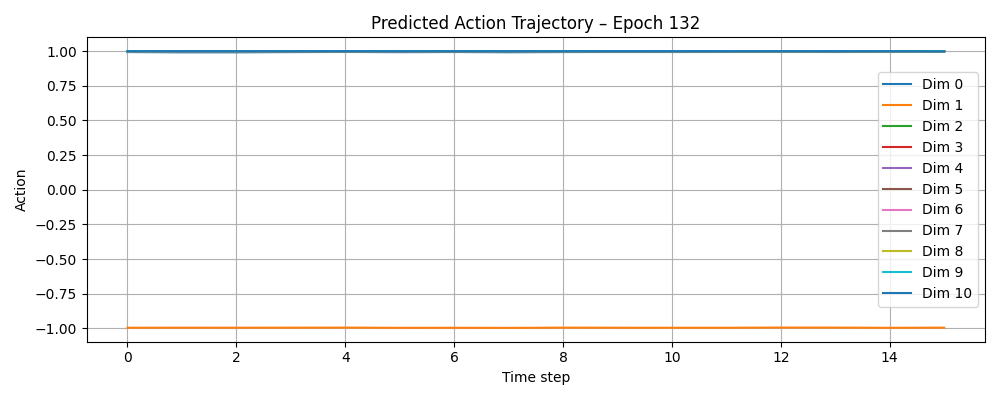 Predicted Action Trajectory – Epoch 132
1.00
0.75
0.50
0.25
0.00
−0.25
−0.50
−0.75
−1.00
Action
Dim 0
Dim 1
Dim 2
Dim 3
Dim 4
Dim 5
Dim 6
Dim 7
Dim 8
Dim 9
Dim 10
0 2 4 6 8 10 12 14
Time step